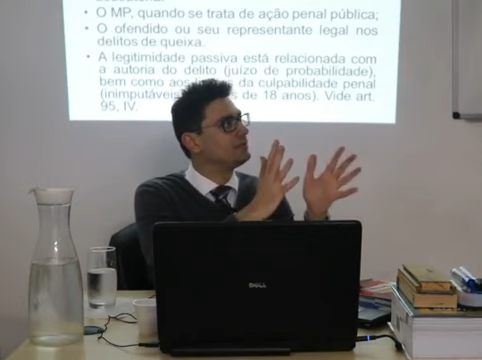 • O MP, quando se trata de ação penal pública;
• O ofendido ou seu representante legal nos
delitos de queixa.
• A legitimidade passiva está relacionada com
a autoria do delito (juízo de probabilidade),
bem como aos da culpabilidade penal
(inimputáveis de 18 anos). Vide art.
95, IV.
DELL